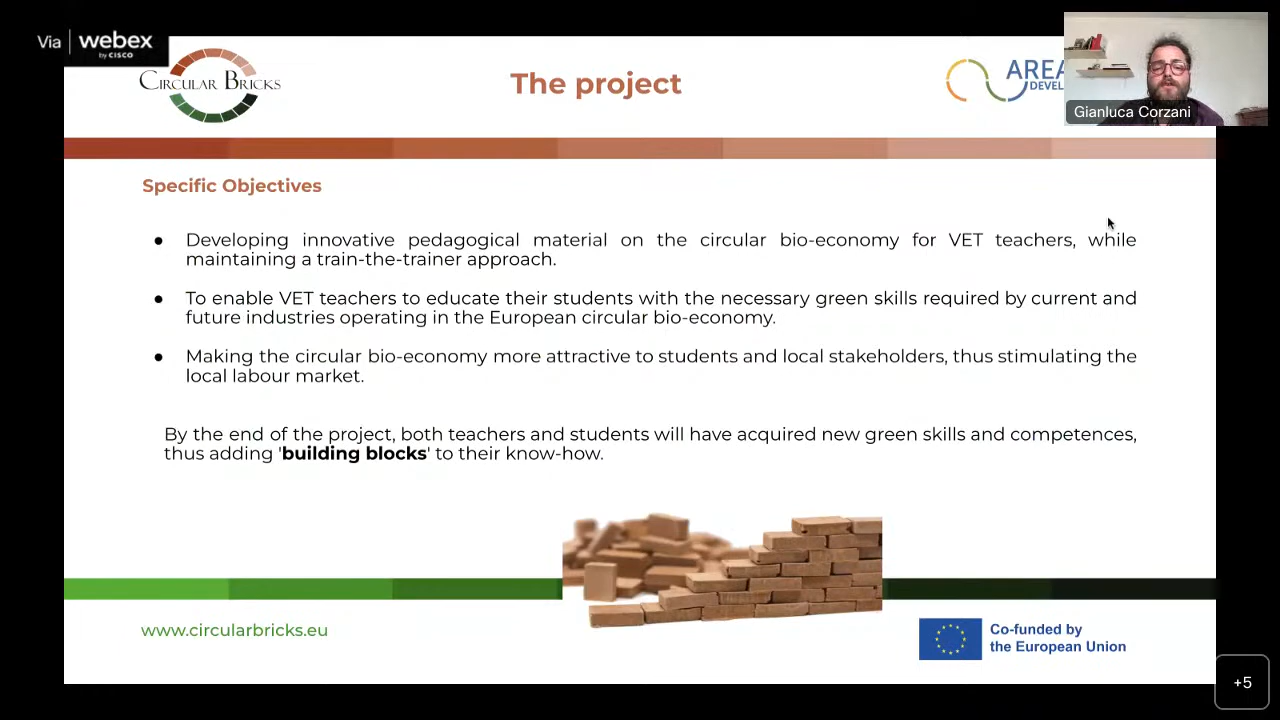 Via webex
by CISCO
CIRCULAR BRICKS
The project
AREA
DEVEL
Gianluca Corzani
Specific Objectives
● Developing innovative pedagogical material on the circular bio-economy for VET teachers, while
maintaining a train-the-trainer approach.
● To enable VET teachers to educate their students with the necessary green skills required by current and
future industries operating in the European circular bio-economy.
● Making the circular bio-economy more attractive to students and local stakeholders, thus stimulating the
local labour market.
By the end of the project, both teachers and students will have acquired new green skills and competences,
thus adding 'building blocks' to their know-how.
www.circularbricks.eu
Co-funded by
the European Union
+5